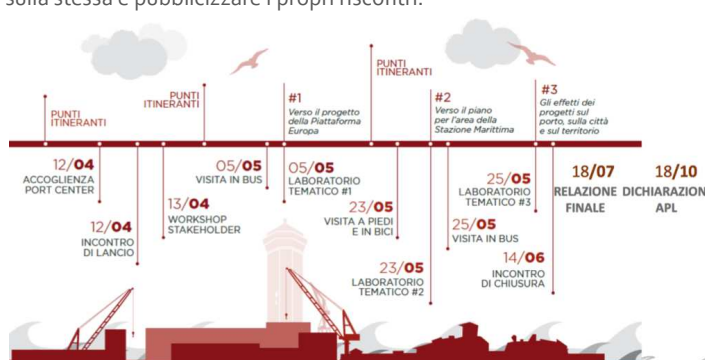 sulla stessa e pubblicizzare i propri riscontri.
PUNTI
ITINERANTI
PUNTI
ITINERANTI
#1
Verso il progetto
della Piattaforma
Europa
PUNTI
ITINERANTI
#2
Verso il piano
per l'area della
Stazione Marittima
#3
Gli effetti dei
progetti sul
porto, sulla città
e sul territorio
12/04
ACCOGLIENZA
PORT CENTER
12/04
INCONTRO
DI LANCIO
13/04
WORKSHOP
STAKEHOLDER
05/05
VISITA IN BUS
05/05
LABORATORIO
TEMATICO #1
23/05
VISITA A PIEDI
E IN BICI
23/05
LABORATORIO
TEMATICO #2
25/05
LABORATORIO
TEMATICO #3
25/05
VISITA IN BUS
14/06
INCONTRO
DI CHIUSURA
18/07
RELAZIONE
FINALE
18/10
DICHIARAZION
APL